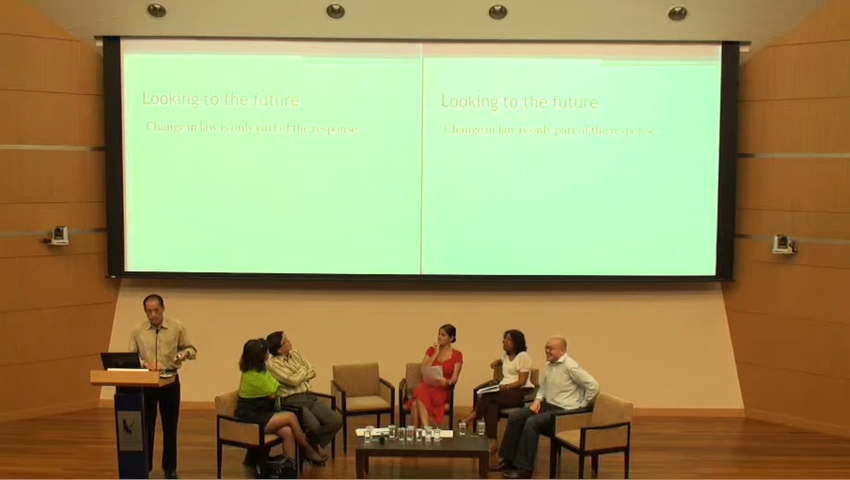 Looking to the future
Change in law is only part of the response
Looking to the future
Change in law is only part of the response